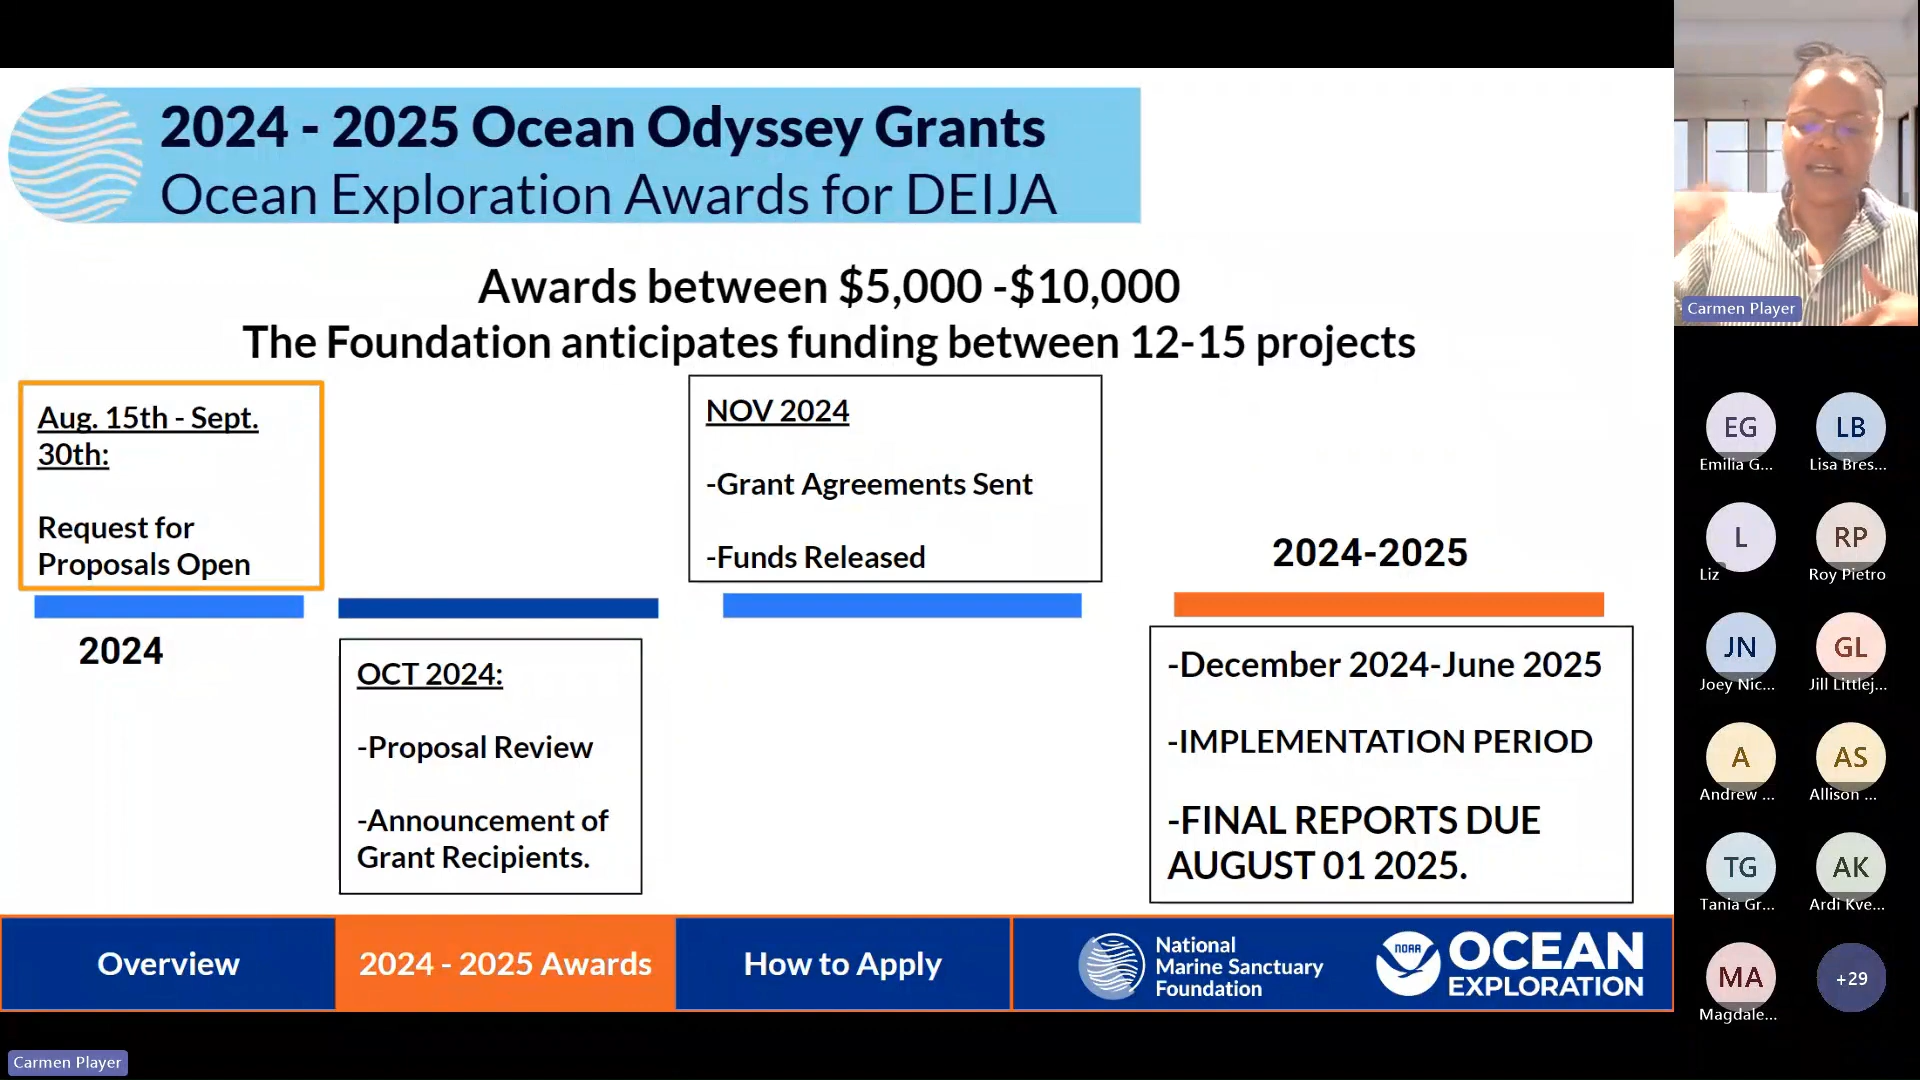 2024 - 2025 Ocean Odyssey Grants
Ocean Exploration Awards for DEIJA
Awards between $5,000 -$10,000
The Foundation anticipates funding between 12-15 projects
Aug. 15th - Sept.
30th:
Request for
Proposals Open
2024
OCT 2024:
-Proposal Review
-Announcement of
Grant Recipients.
NOV 2024
-Grant Agreements Sent
-Funds Released
2024-2025
-December 2024-June 2025
-IMPLEMENTATION PERIOD
-FINAL REPORTS DUE
AUGUST 01 2025.
Overview
2024 - 2025 Awards
How to Apply
National
Marine Sanctuary
Foundation
NOAA
OCEAN
EXPLORATION
Carmen Player
Carmen Player
EG
Emilia G...
LB
Lisa Bres...
L
Liz
RP
Roy Pietro
JN
Joey Nic...
GL
Jill Littlej...
A
Andrew ...
AS
Allison ...
TG
Tania Gr...
AK
Ardi Kve...
MA
Magdale...
+29